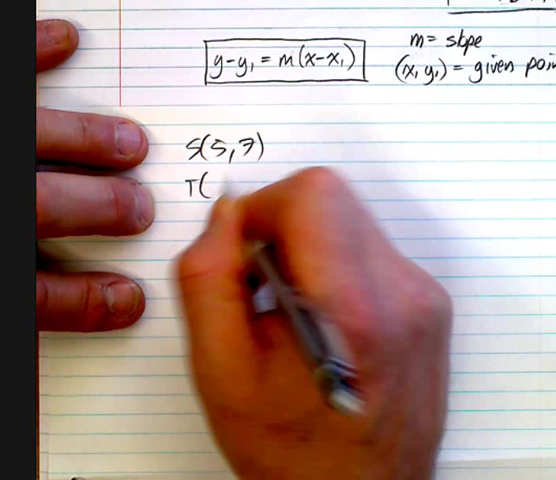 m = slope
y-y₁ = m(x-x₁)
(x₁, y₁) = given
S(5,7)
T(